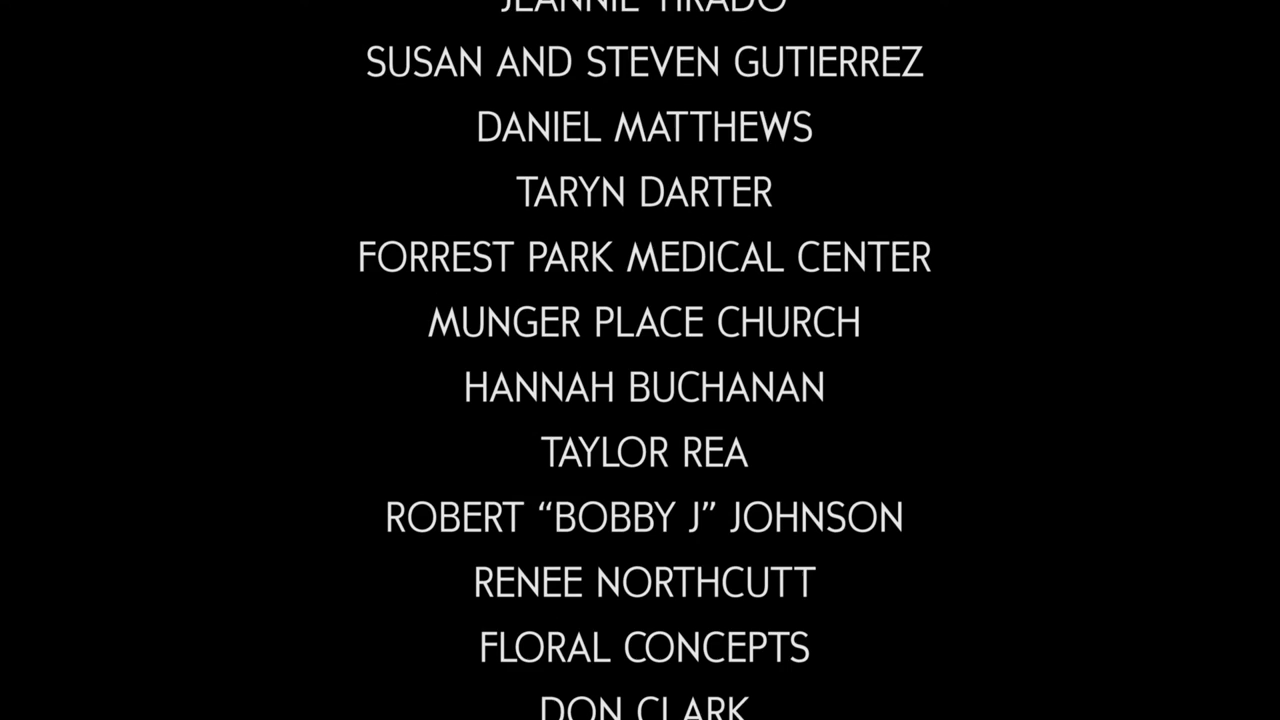 JEANNIE TIRADO
SUSAN AND STEVEN GUTIERREZ
DANIEL MATTHEWS
TARYN DARTER
FORREST PARK MEDICAL CENTER
MUNGER PLACE CHURCH
HANNAH BUCHANAN
TAYLOR REA
ROBERT “BOBBY J” JOHNSON
RENEE NORTHCUTT
FLORAL CONCEPTS
DON CLARK